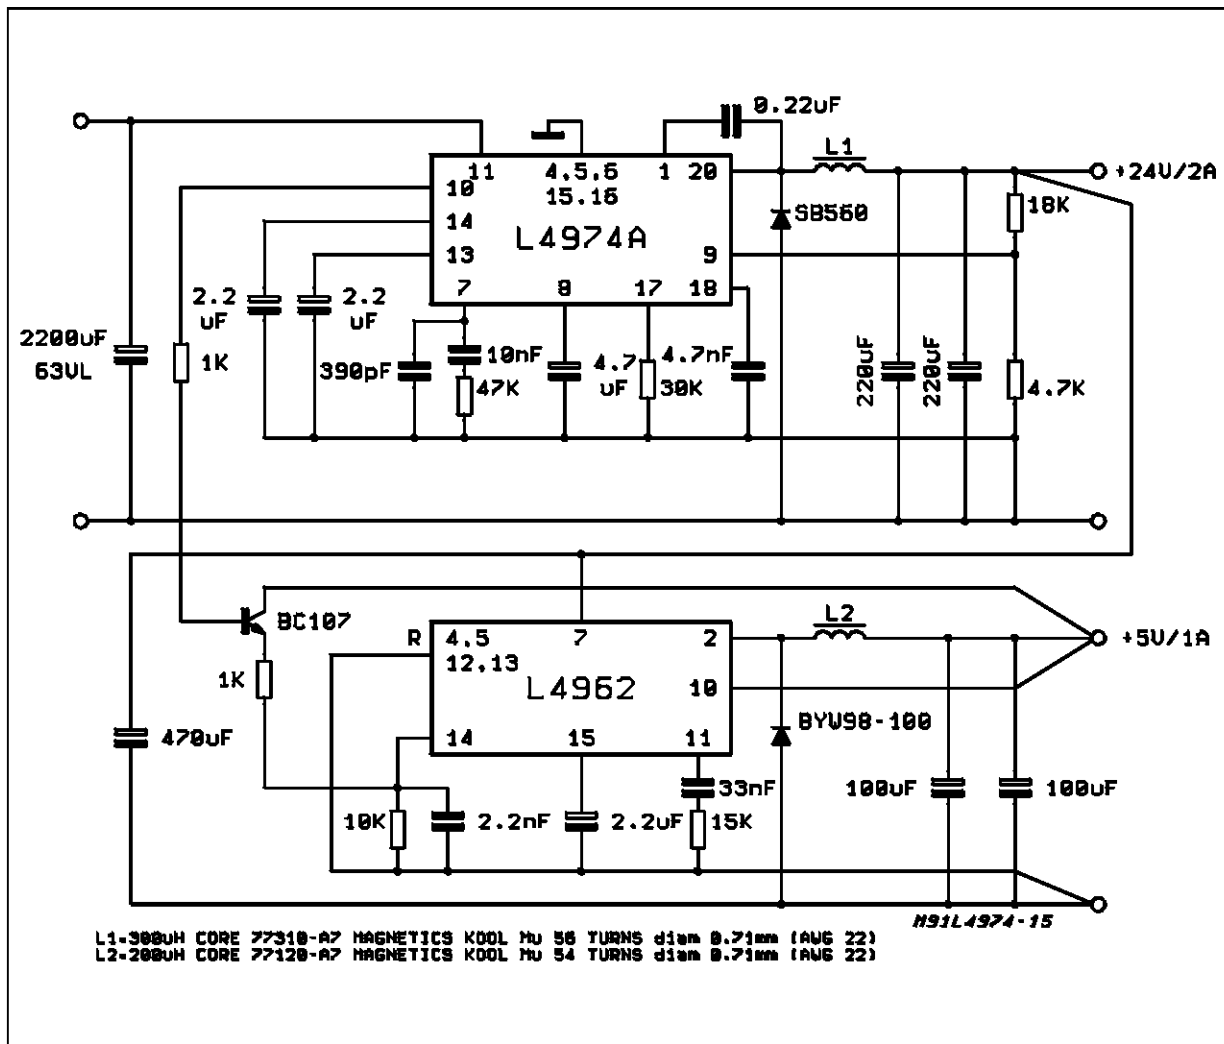 0.22uF
L1
11
4,5,6
1
20
+24V/2A
10
15.16
14
SB560
18K
L4974A
13
9
7
8
17
18
2.2
uF
2.2
uF
2200uF
63VL
1K
390pF
10nF
47K
4.7
uF
30K
4.7nF
220uF
220uF
4.7K
BC107
L2
R
4,5
7
2
+5V/1A
12,13
1K
L4962
10
BYW98-100
470uF
14
15
11
33nF
100uF
100uF
10K
2.2nF
2.2uF
15K
M91L4974-15
L1=300uH CORE 77310-A7 MAGNETICS KOOL Mu 56 TURNS diam 0.71mm (AWG 22)
L2=200uH CORE 77120-A7 MAGNETICS KOOL Mu 54 TURNS diam 0.71mm (AWG 22)